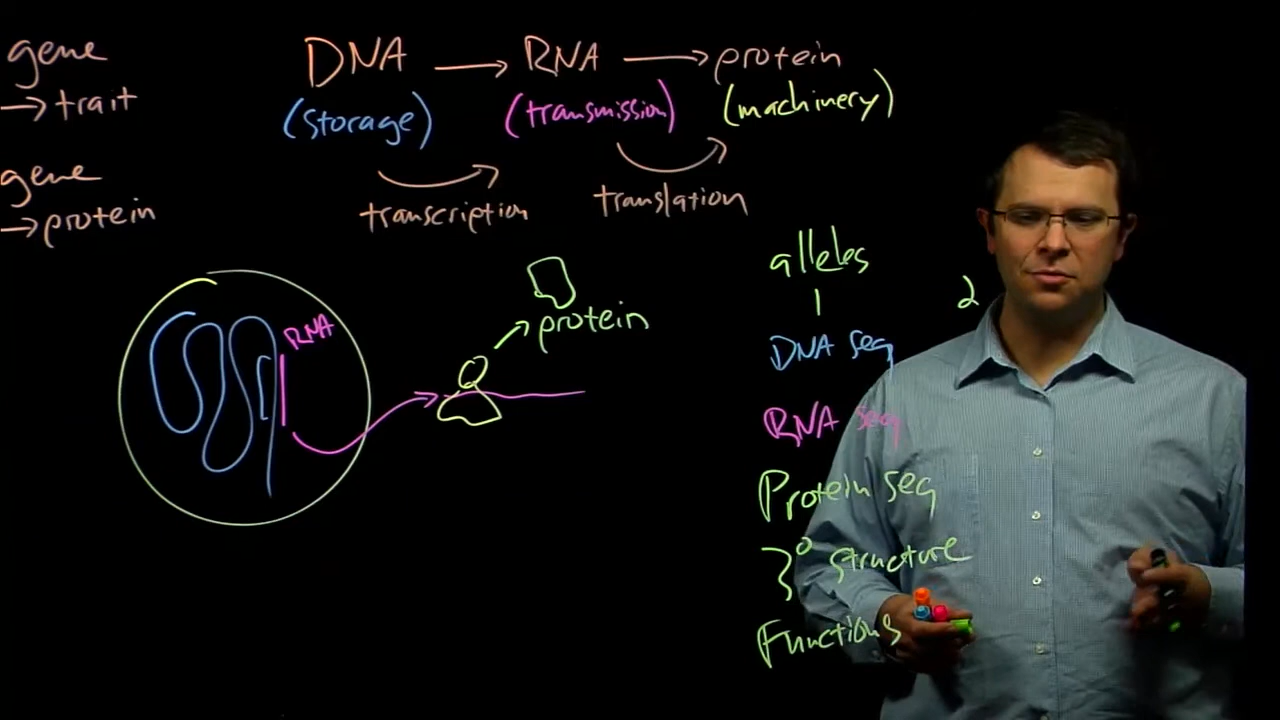 gene
→ trait
gene
→ protein
DNA → RNA → protein
(storage) (transmission) (machinery)
transcription translation
RNA
protein
alleles
2
DNA seq
RNA seq
Protein seq
3° structure
Functions